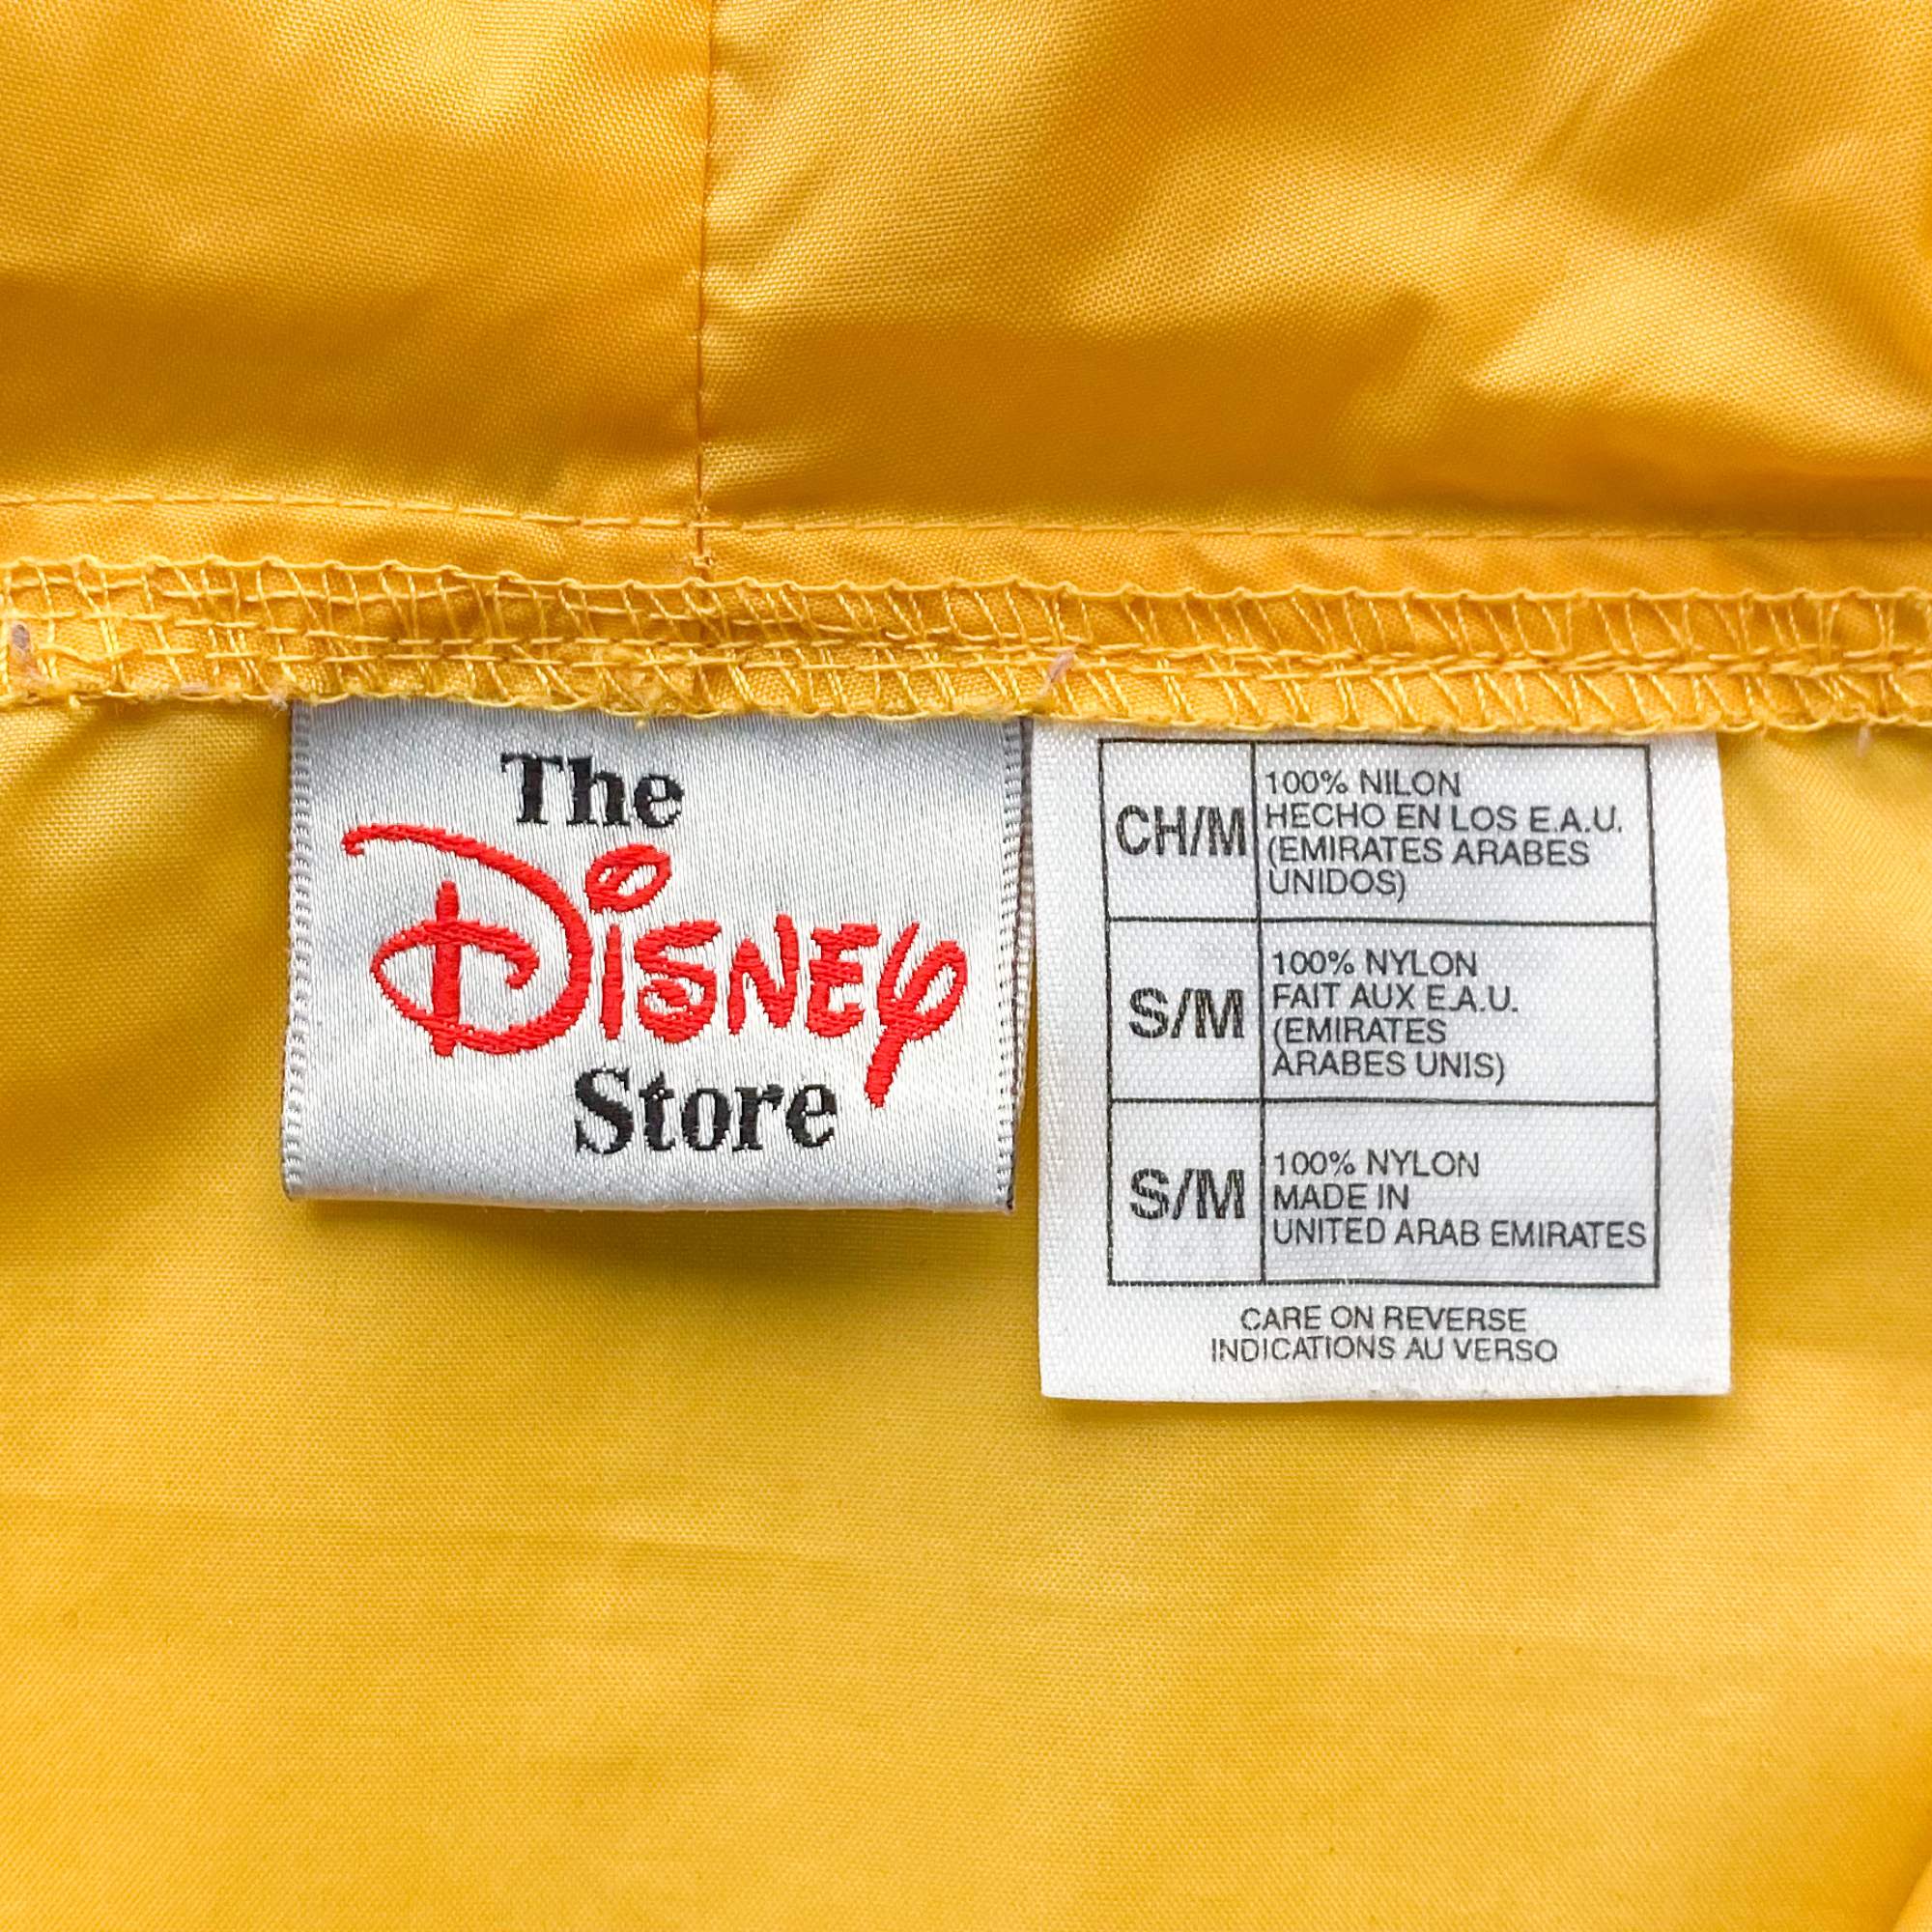 The
Disney
Store
CH/M
100% NILON
HECHO EN LOS E.A.U.
(EMIRATES ARABES
UNIDOS)
S/M
100% NYLON
FAIT AUX E.A.U.
(EMIRATES
ARABES UNIS)
S/M
100% NYLON
MADE IN
UNITED ARAB EMIRATES
CARE ON REVERSE
INDICATIONS AU VERSO